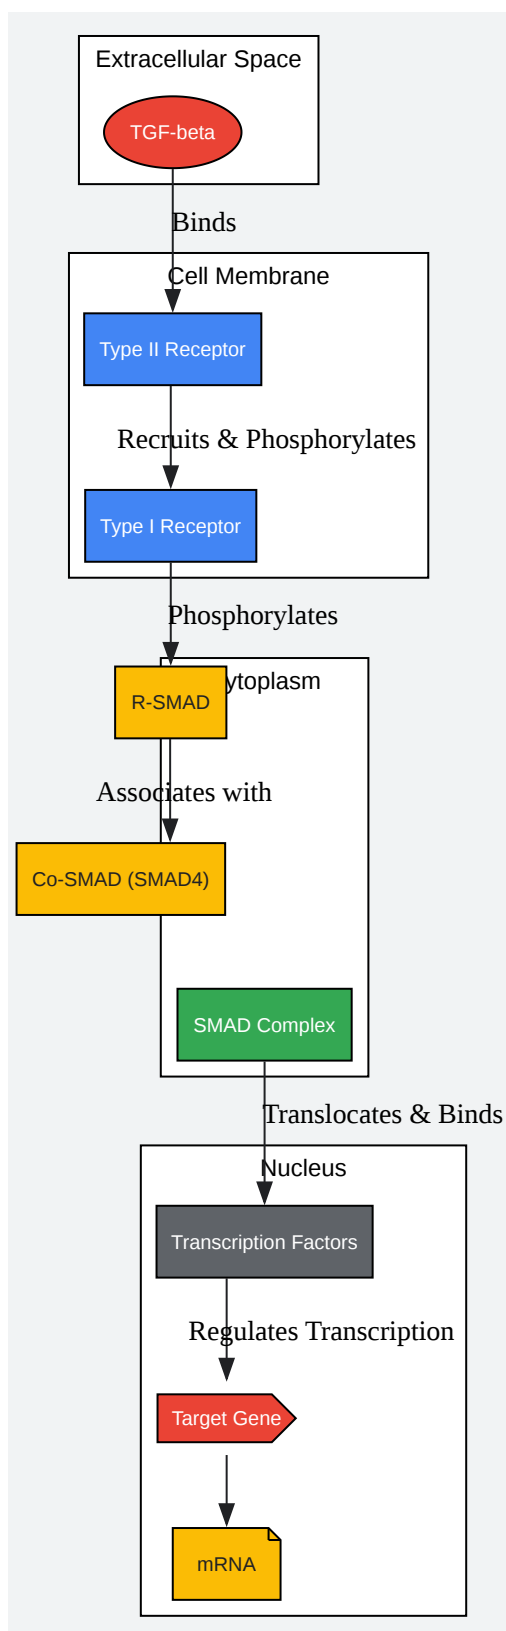 Extracellular Space
TGF-beta
Binds
Cell Membrane
Type II Receptor
Recruits & Phosphorylates
Type I Receptor
Phosphorylates
ytoplasm
R-SMAD
Associates with
Co-SMAD (SMAD4)
SMAD Complex
Translocates & Binds
Nucleus
Transcription Factors
Regulates Transcription
Target Gene
mRNA